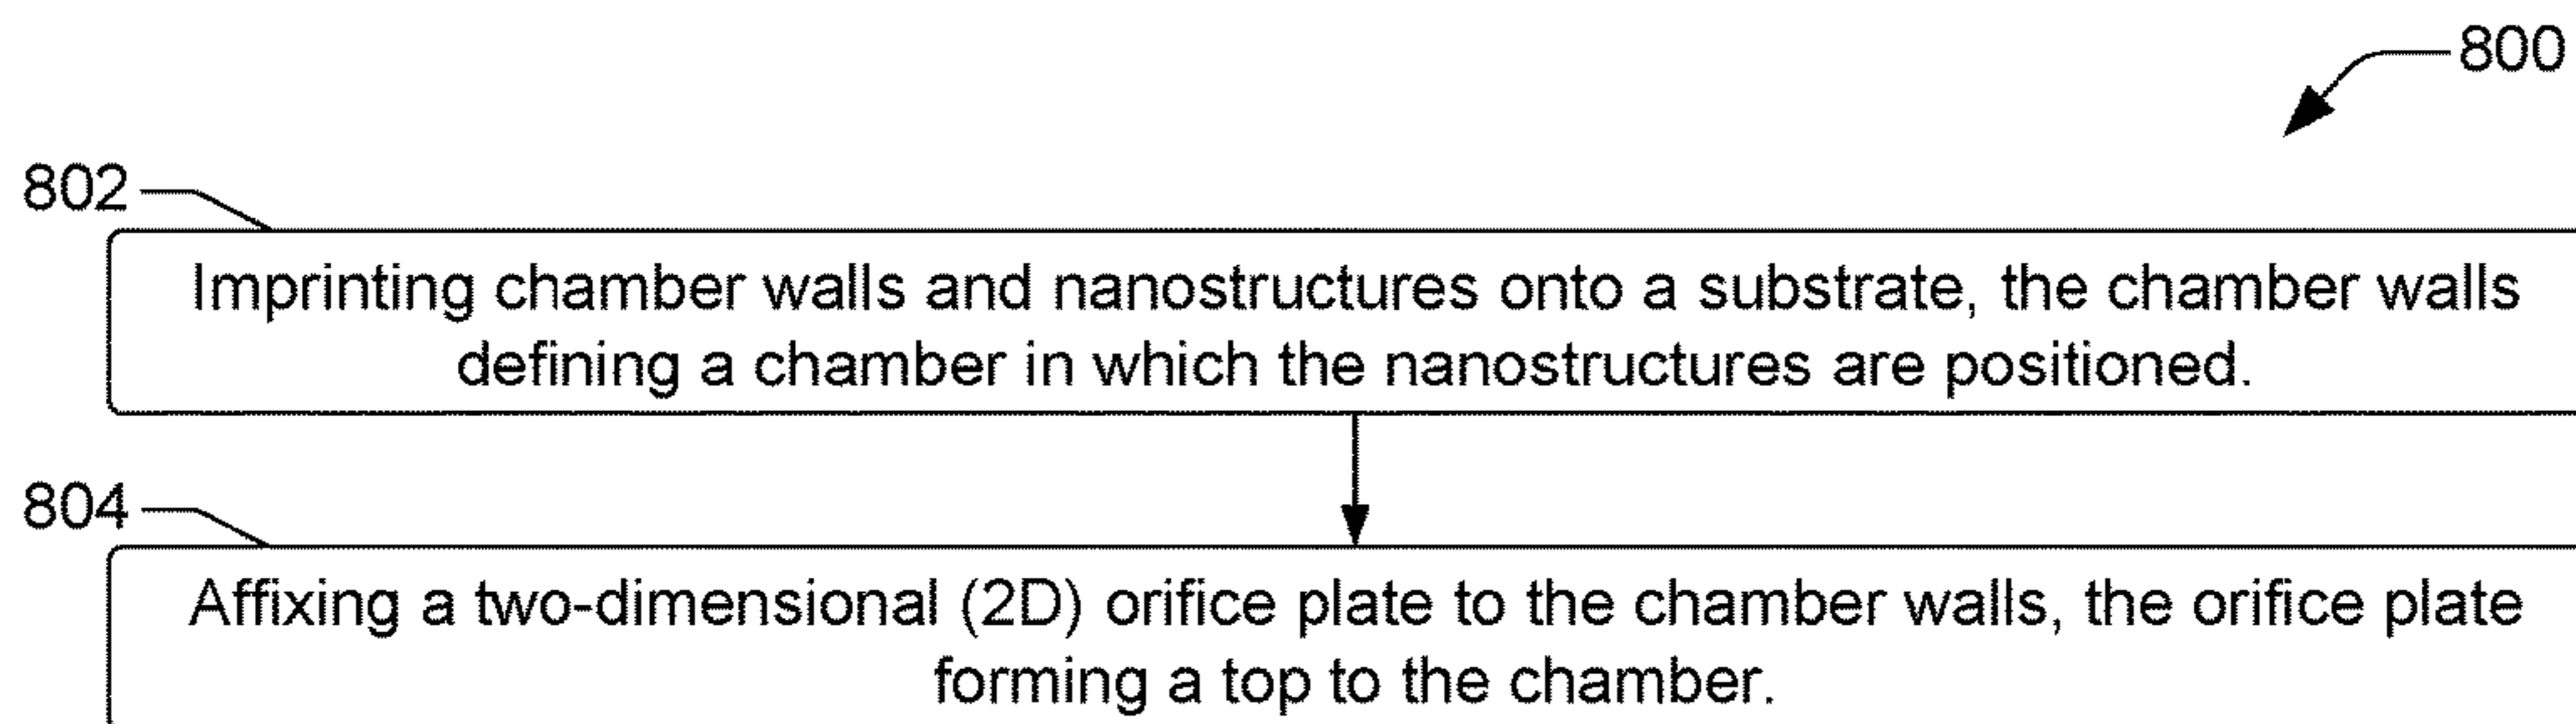 800
802
Imprinting chamber walls and nanostructures onto a substrate, the chamber walls
defining a chamber in which the nanostructures are positioned.
804
Affixing a two-dimensional (2D) orifice plate to the chamber walls, the orifice plate
forming a top to the chamber.